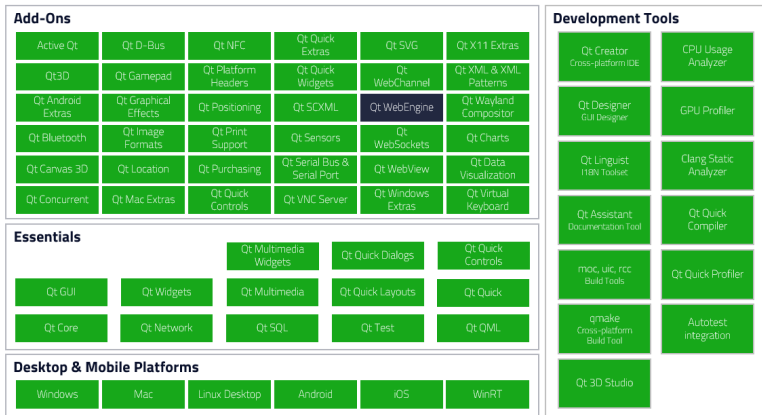 Add-Ons
Active Qt
Qt D-Bus
Qt NFC
Qt Quick
Extras
Qt SVG
Qt X11 Extras
Qt3D
Qt Gamepad
Qt Platform
Headers
Qt Quick
Widgets
Qt
WebChannel
Qt XML & XML
Patterns
Qt Android
Extras
Qt Graphical
Effects
Qt Positioning
Qt SCXML
Qt WebEngine
Qt Wayland
Compositor
Qt Bluetooth
Qt Image
Formats
Qt Print
Support
Qt Sensors
Qt
WebSockets
Qt Charts
Qt Canvas 3D
Qt Location
Qt Purchasing
Qt Serial Bus &
Serial Port
Qt WebView
Qt Data
Visualization
Qt Concurrent
Qt Mac Extras
Qt Quick
Controls
Qt VNC Server
Qt Windows
Extras
Qt Virtual
Keyboard
Essentials
Qt Multimedia
Widgets
Qt Quick Dialogs
Qt Quick
Controls
Qt GUI
Qt Widgets
Qt Multimedia
Qt Quick Layouts
Qt Quick
Qt Core
Qt Network
Qt SQL
Qt Test
Qt QML
Desktop & Mobile Platforms
Windows
Mac
Linux Desktop
Android
iOS
WinRT
Development Tools
Qt Creator
Cross-platform IDE
CPU Usage
Analyzer
Qt Designer
GUI Designer
GPU Profiler
Qt Linguist
I18N Toolset
Clang Static
Analyzer
Qt Assistant
Documentation Tool
Qt Quick
Compiler
moc, uic, rcc
Build Tools
Qt Quick Profiler
qmake
Cross-platform
Build Tool
Autotest
integration
Qt 3D Studio